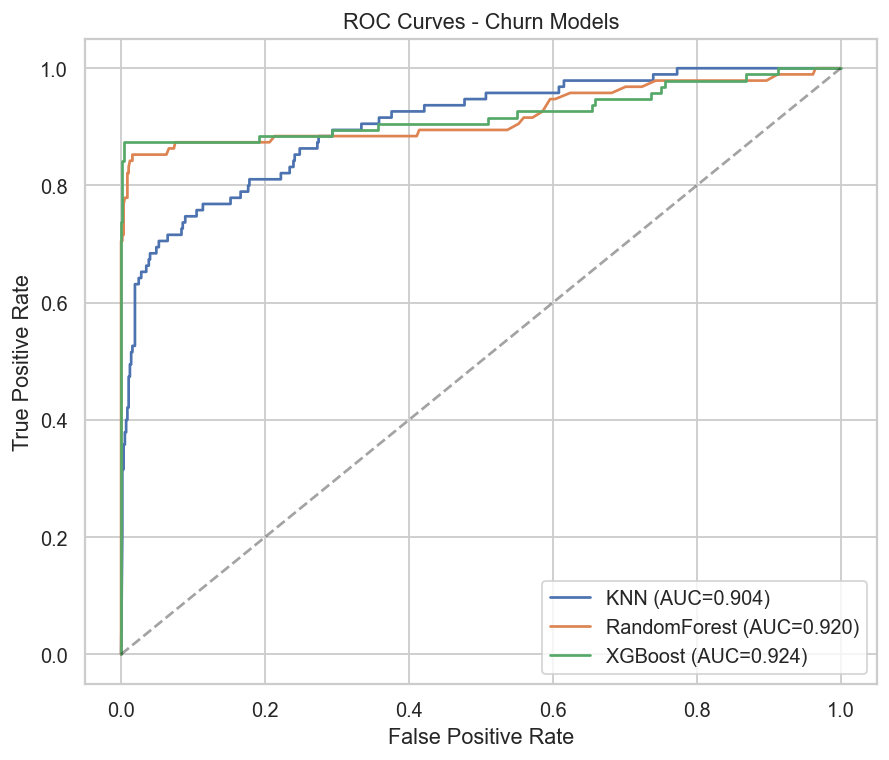 ROC Curves - Churn Models
True Positive Rate
1.0
0.8
0.6
0.4
0.2
0.0
KNN (AUC=0.904)
RandomForest (AUC=0.920)
XGBoost (AUC=0.924)
0.0 0.2 0.4 0.6 0.8 1.0
False Positive Rate